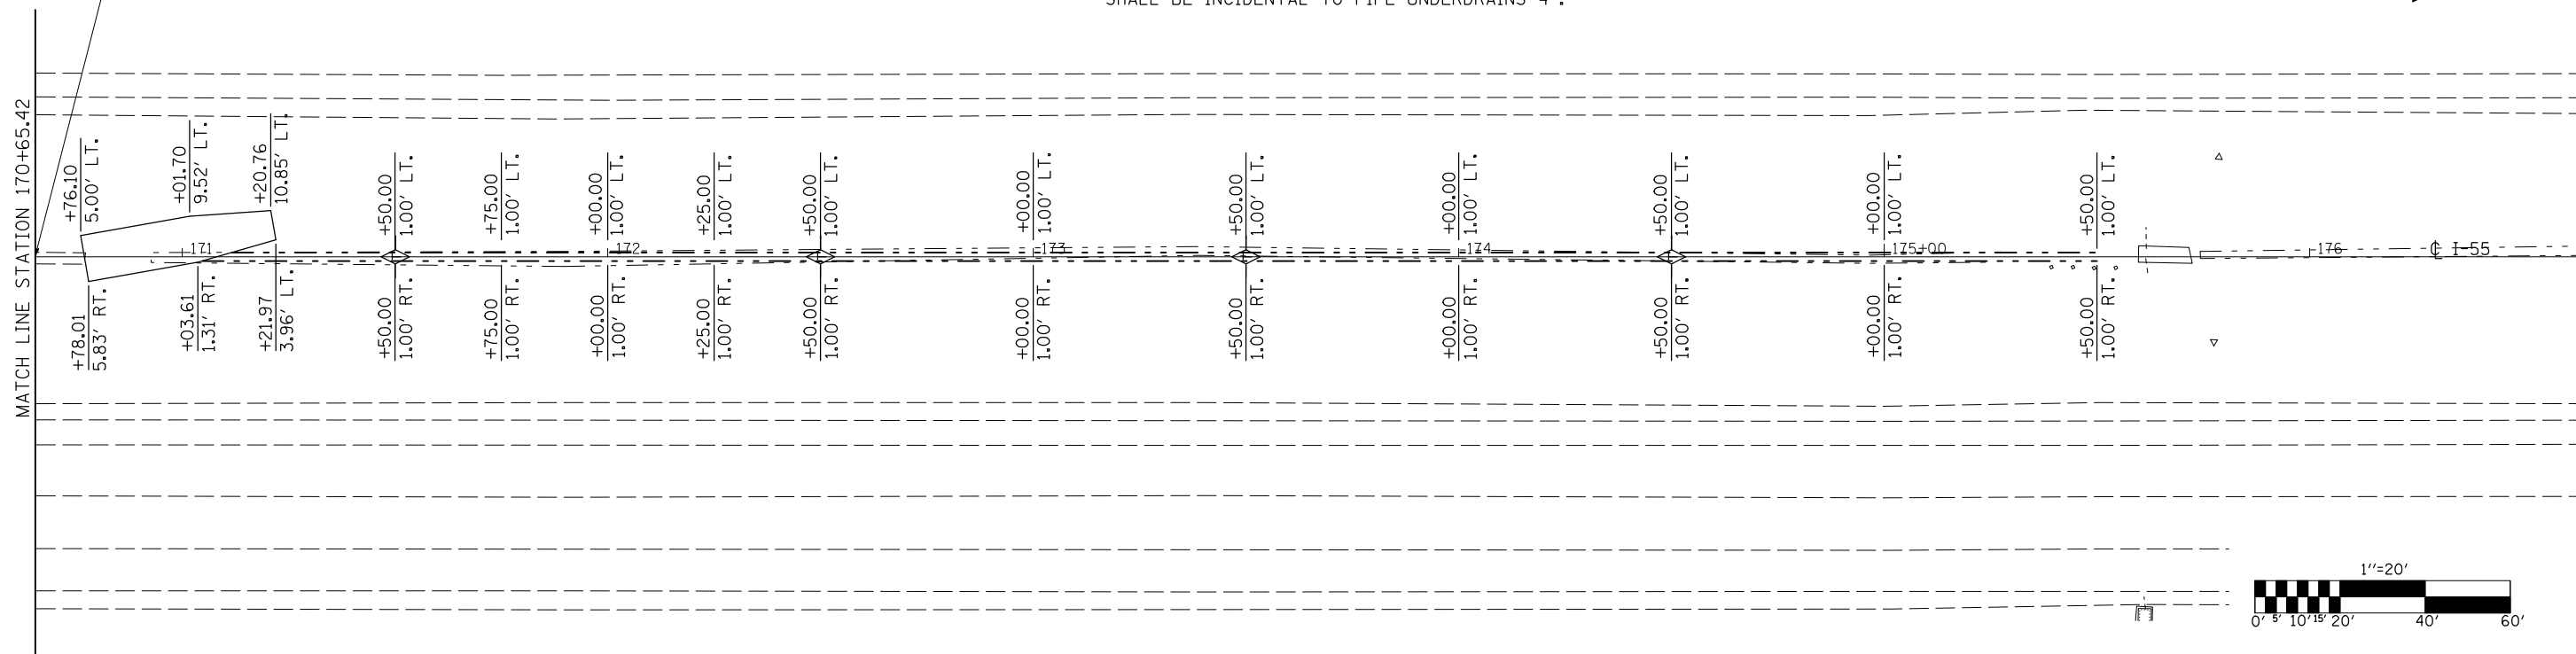 SHALL BE INCIDENTAL TO PIPE UNDERDRAINS 4".
MATCH LINE STATION 170+65.42
+76.10
5.00' LT.
+01.70
9.52' LT.
+20.76
10.85' LT.
+50.00
1.00' LT.
+75.00
1.00' LT.
+00.00
1.00' LT.
+25.00
1.00' LT.
+50.00
1.00' LT.
+00.00
1.00' LT.
+50.00
1.00' LT.
+00.00
1.00' LT.
+50.00
1.00' LT.
+00.00
1.00' LT.
+50.00
1.00' LT.
171
172
173
174
175+00
176
℄ I-55
+78.01
5.83' RT.
+03.61
1.31' RT.
+21.97
3.96' LT.
+50.00
1.00' RT.
+75.00
1.00' RT.
+00.00
1.00' RT.
+25.00
1.00' RT.
+50.00
1.00' RT.
+00.00
1.00' RT.
+50.00
1.00' RT.
+00.00
1.00' RT.
+50.00
1.00' RT.
+00.00
1.00' RT.
+50.00
1.00' RT.
1''=20'
0' 5' 10' 15' 20' 40' 60'